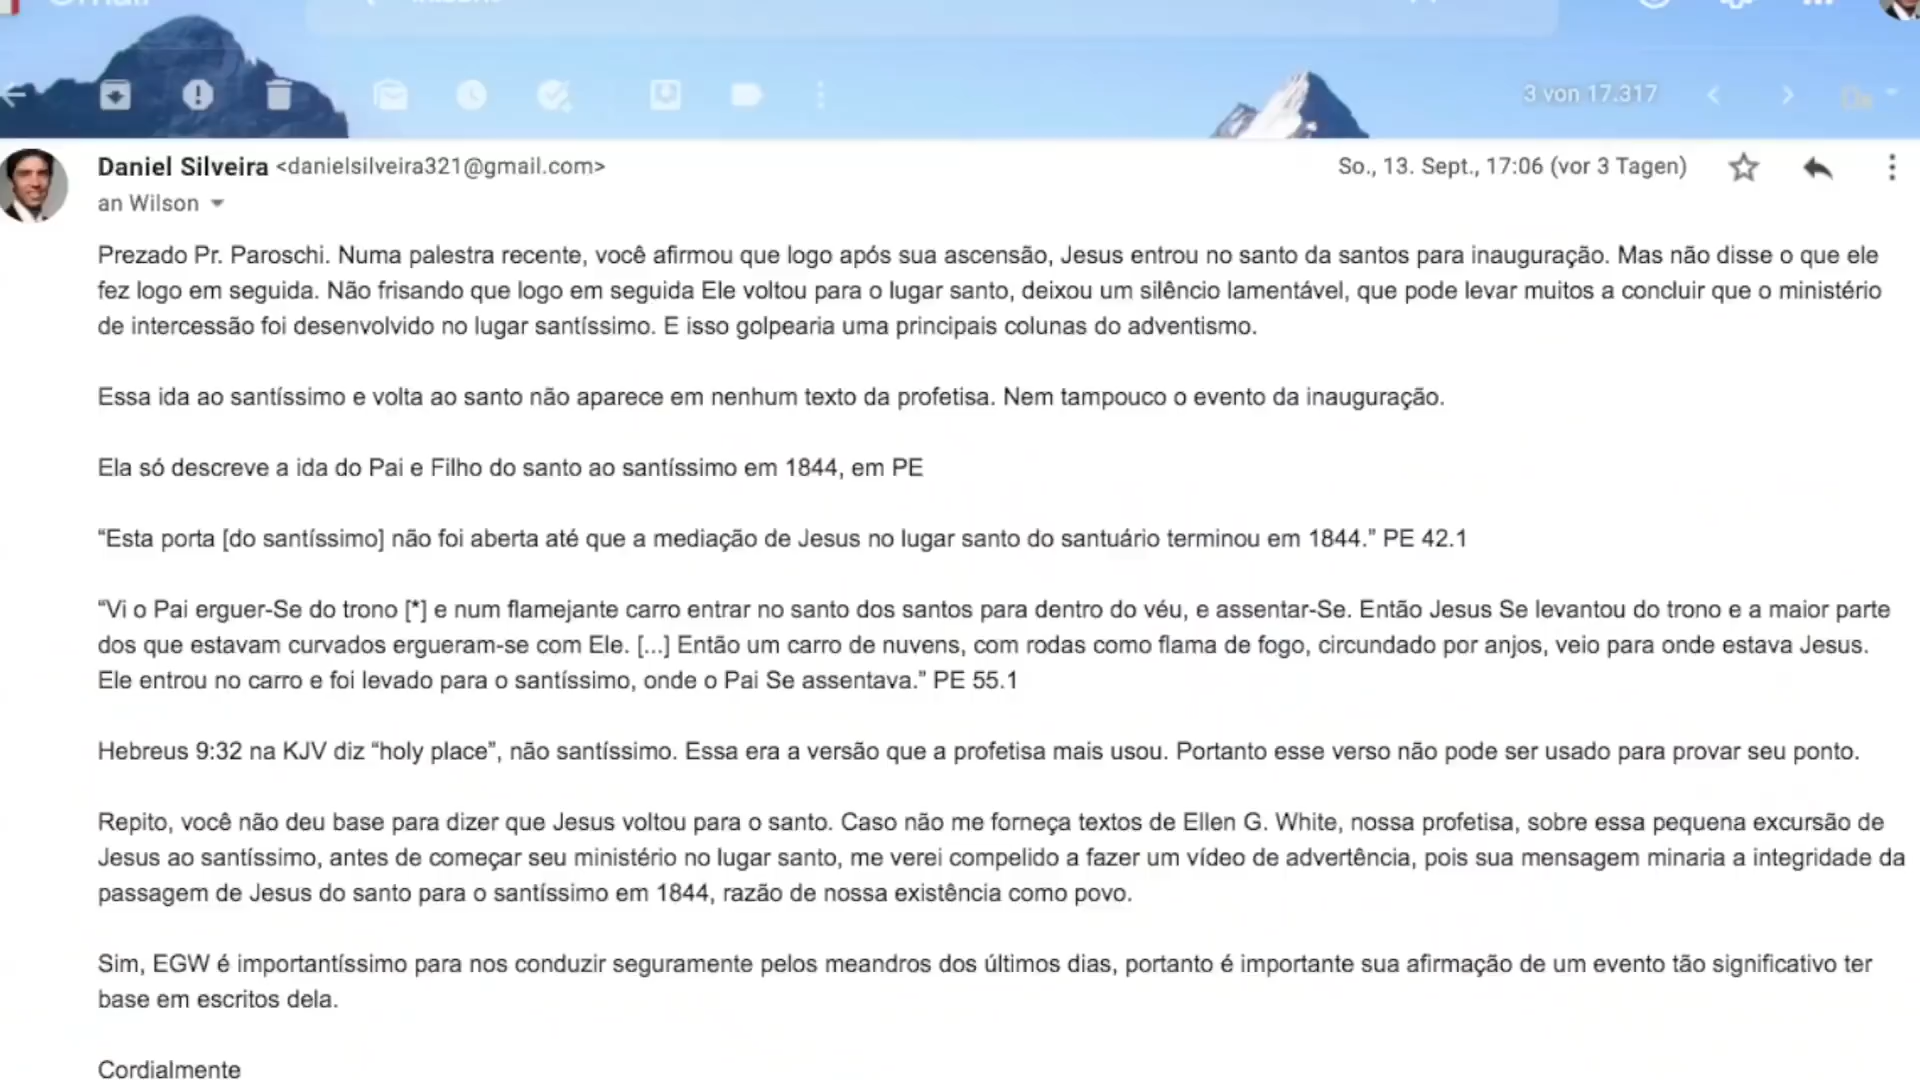 3 von 17.317
Daniel Silveira <danielsilveira321@gmail.com>
So., 13. Sept., 17:06 (vor 3 Tagen)
an Wilson
Prezado Pr. Paroschi. Numa palestra recente, você afirmou que logo após sua ascensão, Jesus entrou no santo da santos para inauguração. Mas não disse o que ele
fez logo em seguida. Não frisando que logo em seguida Ele voltou para o lugar santo, deixou um silêncio lamentável, que pode levar muitos a concluir que o ministério
de intercessão foi desenvolvido no lugar santíssimo. E isso golpearia uma principais colunas do adventismo.
Essa ida ao santíssimo e volta ao santo não aparece em nenhum texto da profetisa. Nem tampouco o evento da inauguração.
Ela só descreve a ida do Pai e Filho do santo ao santíssimo em 1844, em PE
“Esta porta [do santíssimo] não foi aberta até que a mediação de Jesus no lugar santo do santuário terminou em 1844.” PE 42.1
“Vi o Pai erguer-Se do trono [*] e num flamejante carro entrar no santo dos santos para dentro do véu, e assentar-Se. Então Jesus Se levantou do trono e a maior parte
dos que estavam curvados ergueram-se com Ele. [...] Então um carro de nuvens, com rodas como flama de fogo, circundado por anjos, veio para onde estava Jesus.
Ele entrou no carro e foi levado para o santíssimo, onde o Pai Se assentava.” PE 55.1
Hebreus 9:32 na KJV diz “holy place”, não santíssimo. Essa era a versão que a profetisa mais usou. Portanto esse verso não pode ser usado para provar seu ponto.
Repito, você não deu base para dizer que Jesus voltou para o santo. Caso não me forneça textos de Ellen G. White, nossa profetisa, sobre essa pequena excursão de
Jesus ao santíssimo, antes de começar seu ministério no lugar santo, me verei compelido a fazer um vídeo de advertência, pois sua mensagem minaria a integridade da
passagem de Jesus do santo para o santíssimo em 1844, razão de nossa existência como povo.
Sim, EGW é importantíssimo para nos conduzir seguramente pelos meandros dos últimos dias, portanto é importante sua afirmação de um evento tão significativo ter
base em escritos dela.
Cordialmente